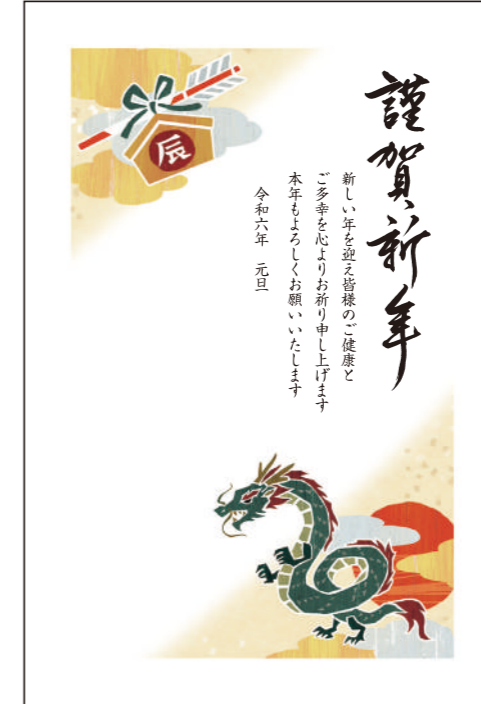 謹賀新年
新しい年を迎え皆様のご健康と
ご多幸を心よりお祈り申し上げます
本年もよろしくお願いいたします
令和六年　元旦
辰